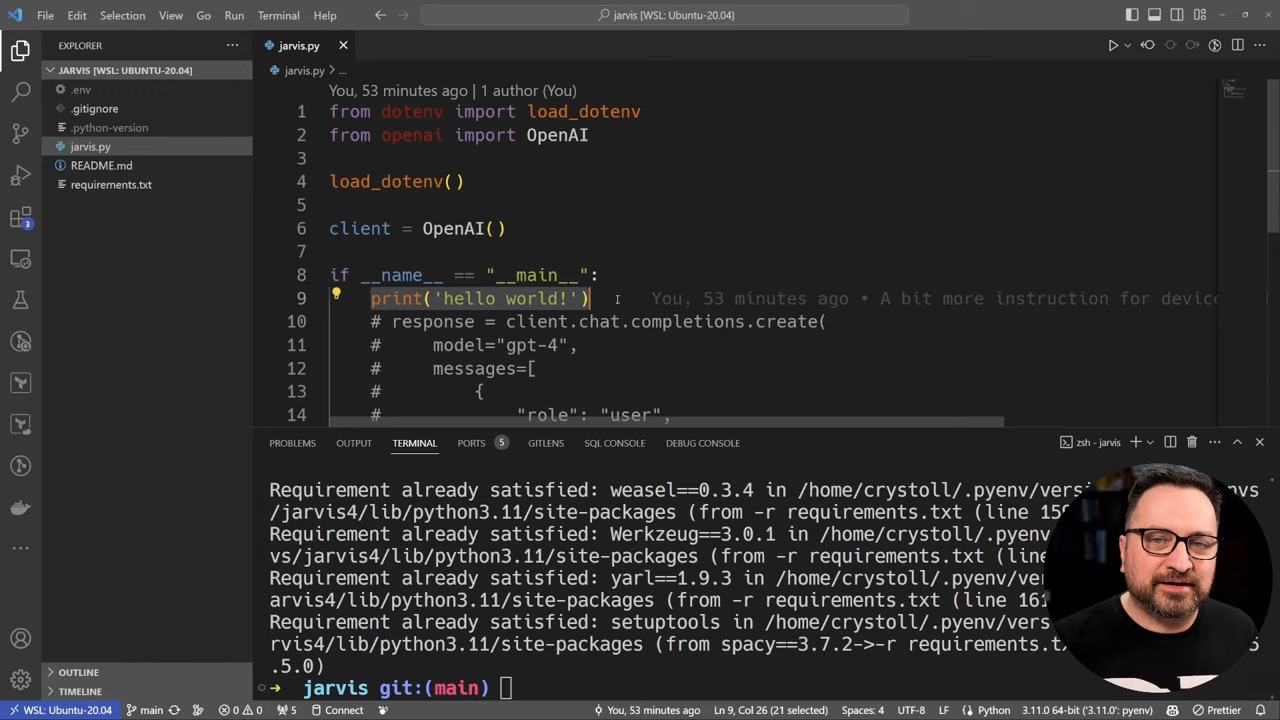 File Edit Selection View Go Run Terminal Help
jarvis [WSL: Ubuntu-20.04]
EXPLORER
jarvis.py
JARVIS [WSL: UBUNTU-20.04]
.env
.gitignore
.python-version
jarvis.py
README.md
requirements.txt
3
OUTLINE
TIMELINE
jarvis.py > ...
You, 53 minutes ago | 1 author (You)
1 from dotenv import load_dotenv
2 from openai import OpenAI
3
4 load_dotenv()
5
6 client = OpenAI()
7
8 if __name__ == "__main__":
9 print('hello world!') You, 53 minutes ago • A bit more instruction for device
10 # response = client.chat.completions.create(
11 # model="gpt-4",
12 # messages=[
13 # {
14 # "role": "user",
PROBLEMS OUTPUT TERMINAL PORTS 5 GITLENS SQL CONSOLE DEBUG CONSOLE
zsh - jarvis
Requirement already satisfied: weasel==0.3.4 in /home/crystoll/.pyenv/vers envs
/jarvis4/lib/python3.11/site-packages (from -r requirements.txt (line 15
Requirement already satisfied: Werkzeug==3.0.1 in /home/crystoll/.pyenv/
vs/jarvis4/lib/python3.11/site-packages (from -r requirements.txt (line
Requirement already satisfied: yarl==1.9.3 in /home/crystoll/.pyenv/vers
arvis4/lib/python3.11/site-packages (from -r requirements.txt (line 161
Requirement already satisfied: setuptools in /home/crystoll/.pyenv/vers
rvis4/lib/python3.11/site-packages (from spacy==3.7.2->-r requirements.tx 5
.5.0)
→ jarvis git:(main)
WSL: Ubuntu-20.04 main 0 0 5 Connect You, 53 minutes ago Ln 9, Col 26 (21 selected) Spaces: 4 UTF-8 LF Python 3.11.0 64-bit ('3.11.0': pyenv) Prettier